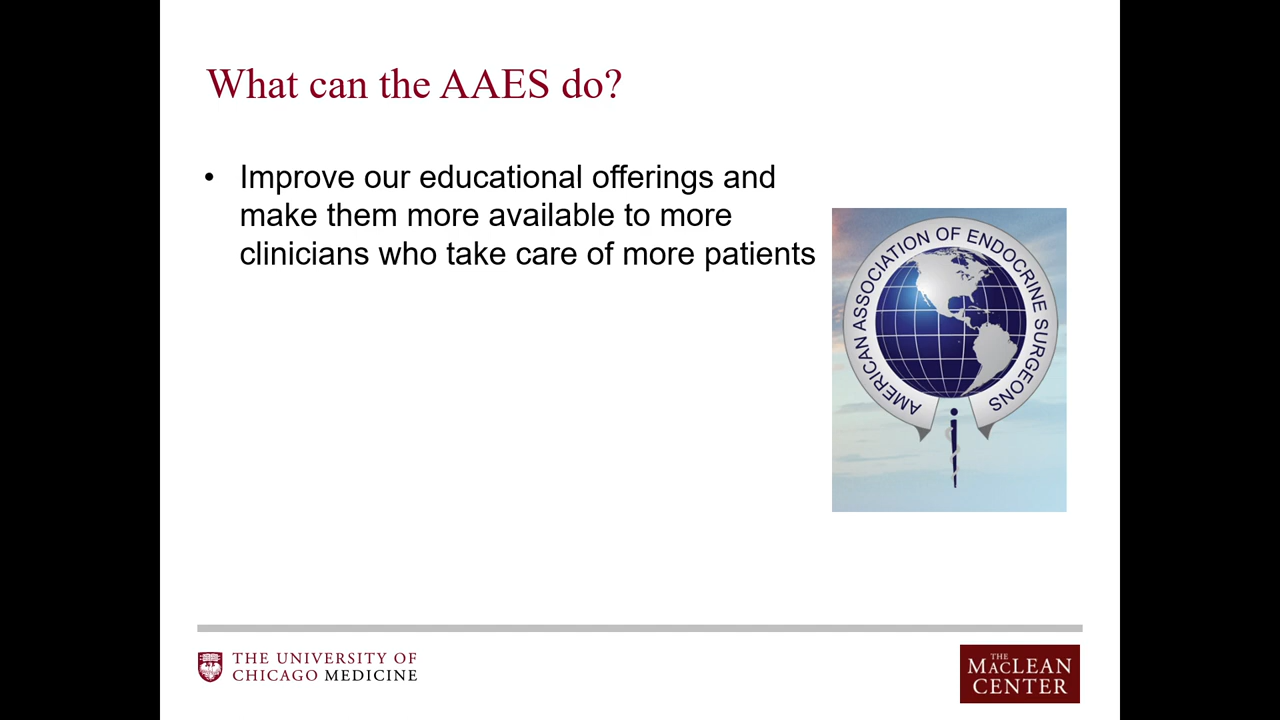 What can the AAES do?
• Improve our educational offerings and
make them more available to more
clinicians who take care of more patients
AMERICAN ASSOCIATION OF ENDOCRINE SURGEONS
THE UNIVERSITY OF
CHICAGO MEDICINE
THE
MACLEAN
CENTER